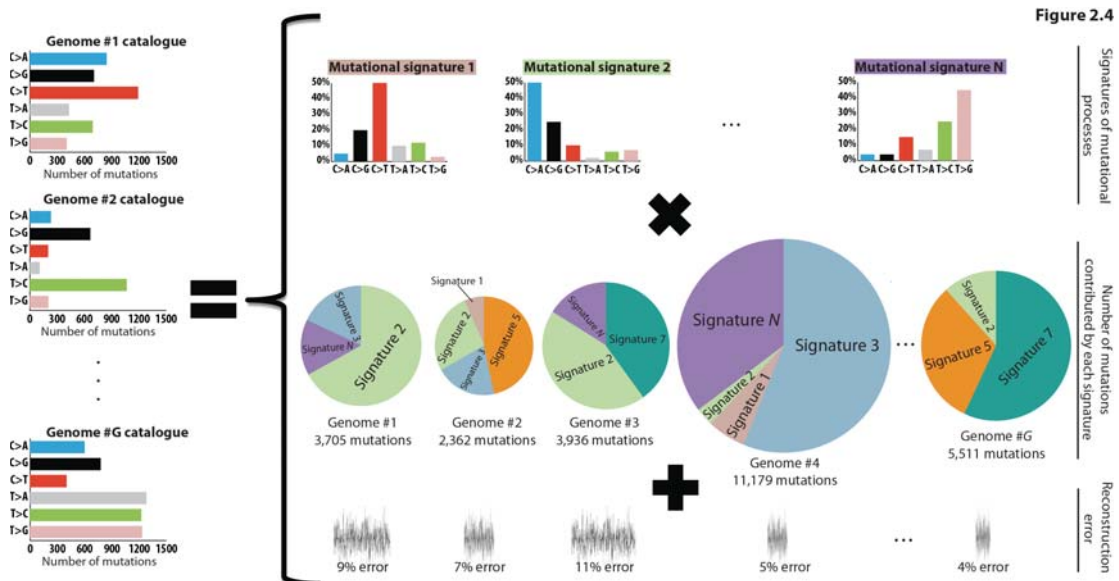 Figure 2.4
Genome #1 catalogue
C>A
C>G
C>T
T>A
T>C
T>G
0 300 600 900 1200 1500
Number of mutations
Genome #2 catalogue
C>A
C>G
C>T
T>A
T>C
T>G
0 300 600 900 1200 1500
Number of mutations
Genome #G catalogue
C>A
C>G
C>T
T>A
T>C
T>G
0 300 600 900 1200 1500
Number of mutations
Mutational signature 1
50%
40%
30%
20%
10%
0%
C>A C>G C>T T>A T>C T>G
Mutational signature 2
50%
40%
30%
20%
10%
0%
C>A C>G C>T T>A T>C T>G
...
Mutational signature N
50%
40%
30%
20%
10%
0%
C>A C>G C>T T>A T>C T>G
Signatures of mutational
processes
Signature 3
Signature N
Signature 2
Genome #1
3,705 mutations
Signature 1
Signature 2
Signature 5
Signature 3
Genome #2
2,362 mutations
Signature N
Signature 7
Signature 2
Genome #3
3,936 mutations
Signature N
Signature 3
Signature 2
Signature 1
Genome #4
11,179 mutations
...
Signature 2
Signature 5
Signature 7
Genome #G
5,511 mutations
Number of mutations
contributed by each signature
9% error
7% error
11% error
5% error
...
4% error
Reconstruction
error